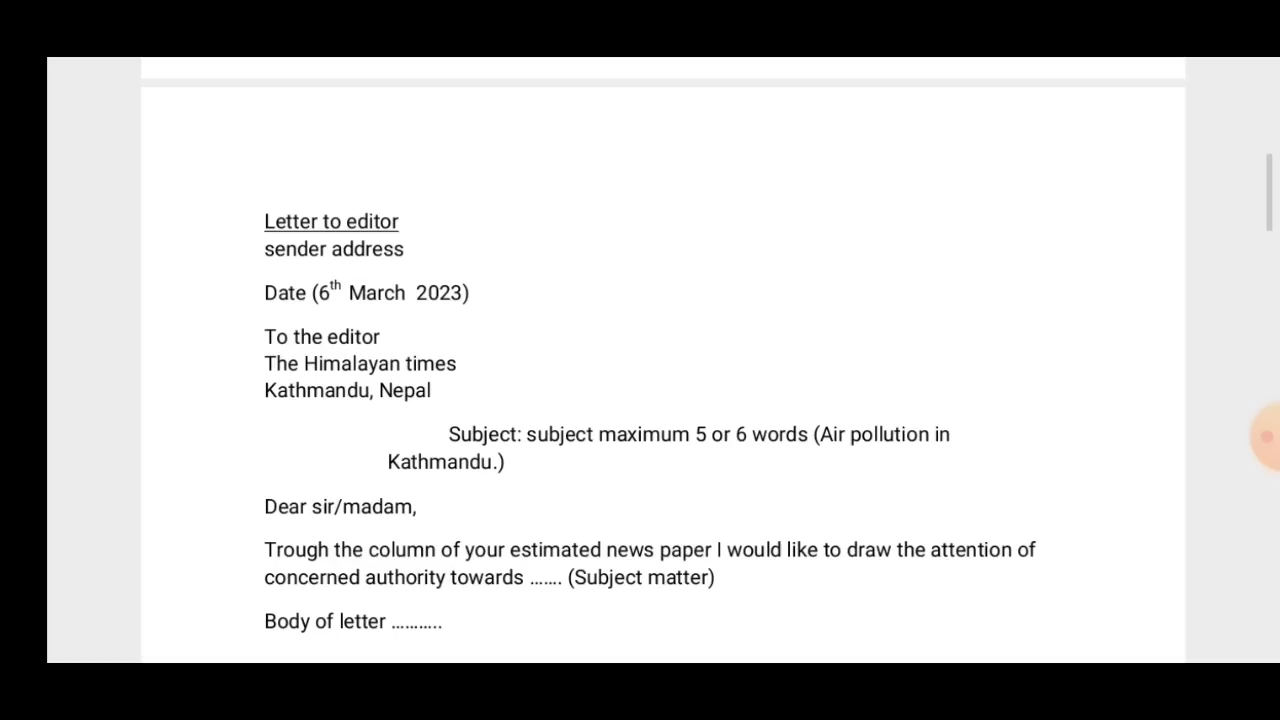 Letter to editor
sender address
Date (6th March 2023)
To the editor
The Himalayan times
Kathmandu, Nepal
Subject: subject maximum 5 or 6 words (Air pollution in
Kathmandu.)
Dear sir/madam,
Trough the column of your estimated news paper I would like to draw the attention of
concerned authority towards ....... (Subject matter)
Body of letter ...........